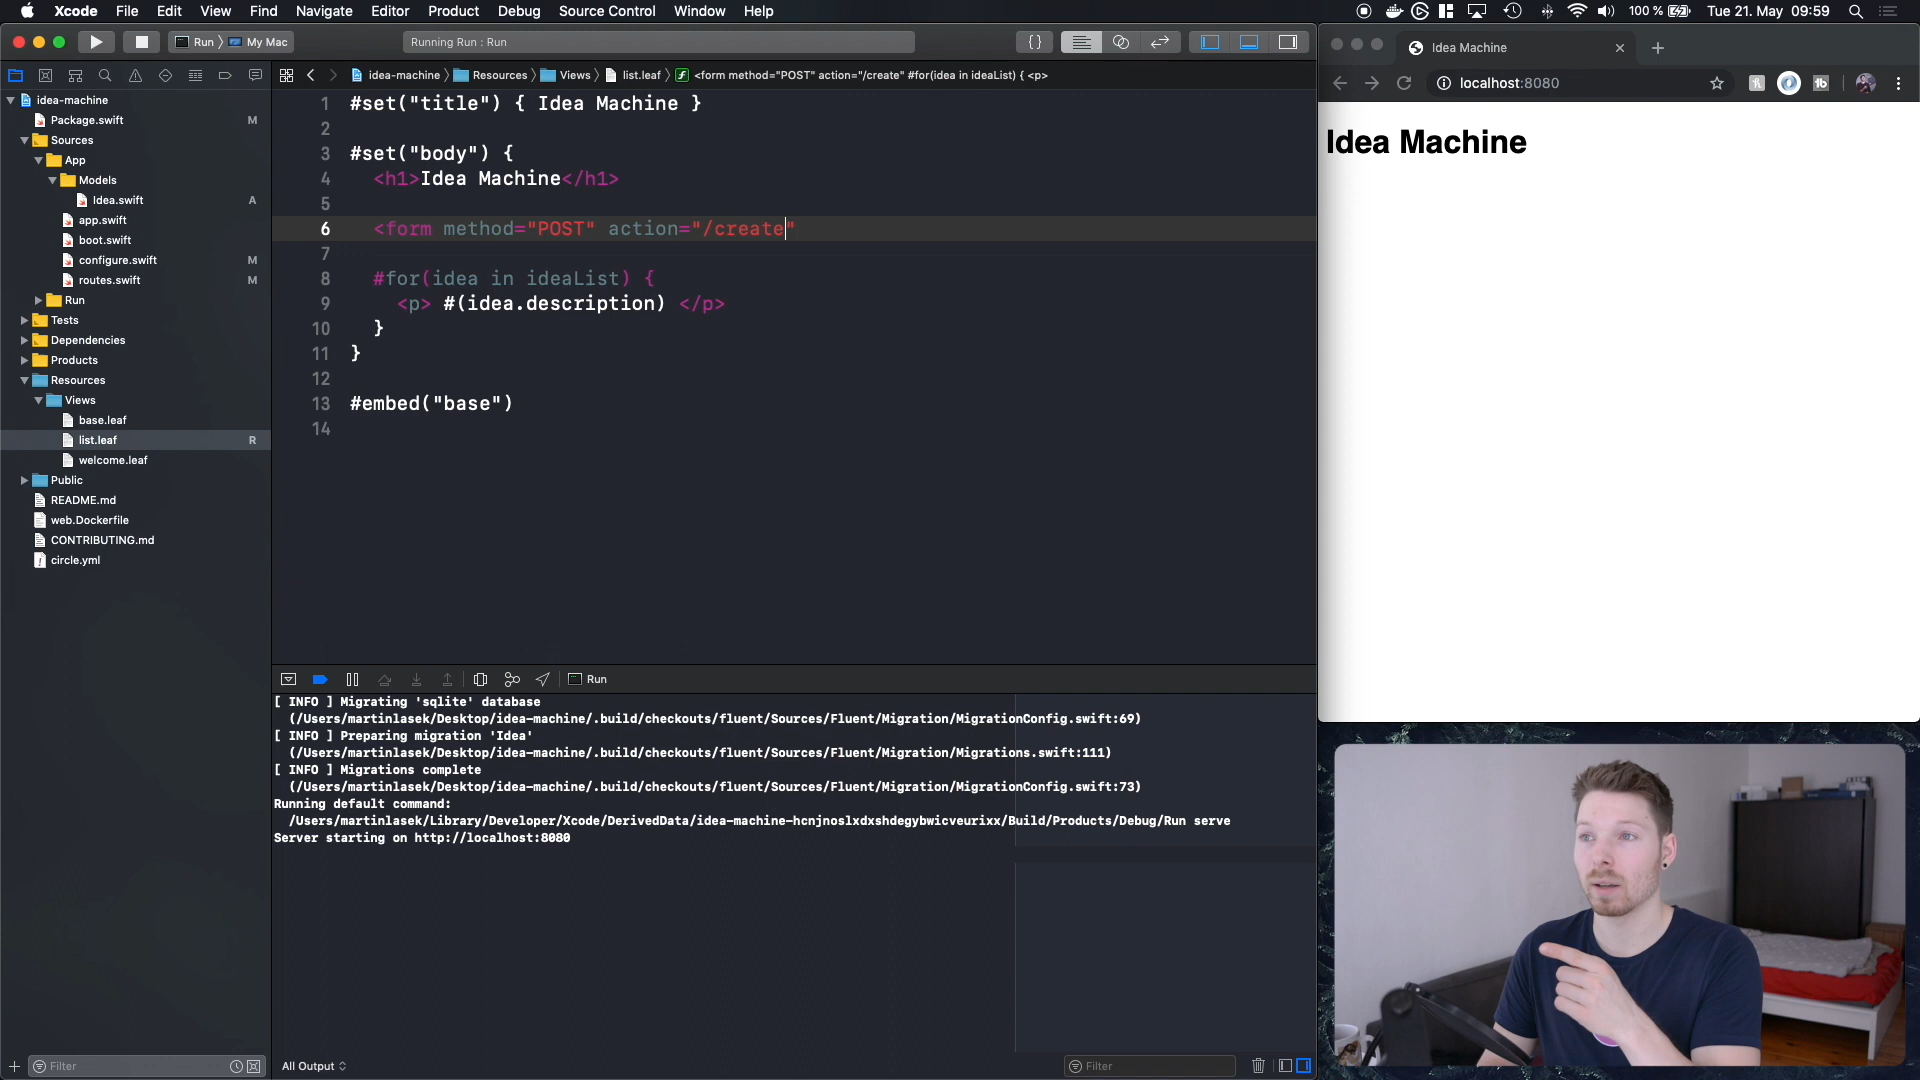 Xcode File Edit View Find Navigate Editor Product Debug Source Control Window Help
100 % Tue 21. May 09:59
Run My Mac
Running Run : Run
{}
Idea Machine
localhost:8080
Idea Machine
idea-machine Resources Views list.leaf <form method="POST" action="/create" #for(idea in ideaList) { <p>
idea-machine
Package.swift M
Sources
App
Models
Idea.swift A
app.swift
boot.swift
configure.swift M
routes.swift M
Run
Tests
Dependencies
Products
Resources
Views
base.leaf
list.leaf R
welcome.leaf
Public
README.md
web.Dockerfile
CONTRIBUTING.md
circle.yml
Filter
1 #set("title") { Idea Machine }
2
3 #set("body") {
4 <h1>Idea Machine</h1>
5
6 <form method="POST" action="/create"
7
8 #for(idea in ideaList) {
9 <p> #(idea.description) </p>
10 }
11 }
12
13 #embed("base")
14
Run
[ INFO ] Migrating 'sqlite' database
(/Users/martinlasek/Desktop/idea-machine/.build/checkouts/fluent/Sources/Fluent/Migration/MigrationConfig.swift:69)
[ INFO ] Preparing migration 'Idea'
(/Users/martinlasek/Desktop/idea-machine/.build/checkouts/fluent/Sources/Fluent/Migration/Migrations.swift:111)
[ INFO ] Migrations complete
(/Users/martinlasek/Desktop/idea-machine/.build/checkouts/fluent/Sources/Fluent/Migration/MigrationConfig.swift:73)
Running default command:
/Users/martinlasek/Library/Developer/Xcode/DerivedData/idea-machine-hcnjnoslxdxshdegybwicveurixx/Build/Products/Debug/Run serve
Server starting on http://localhost:8080
All Output
Filter